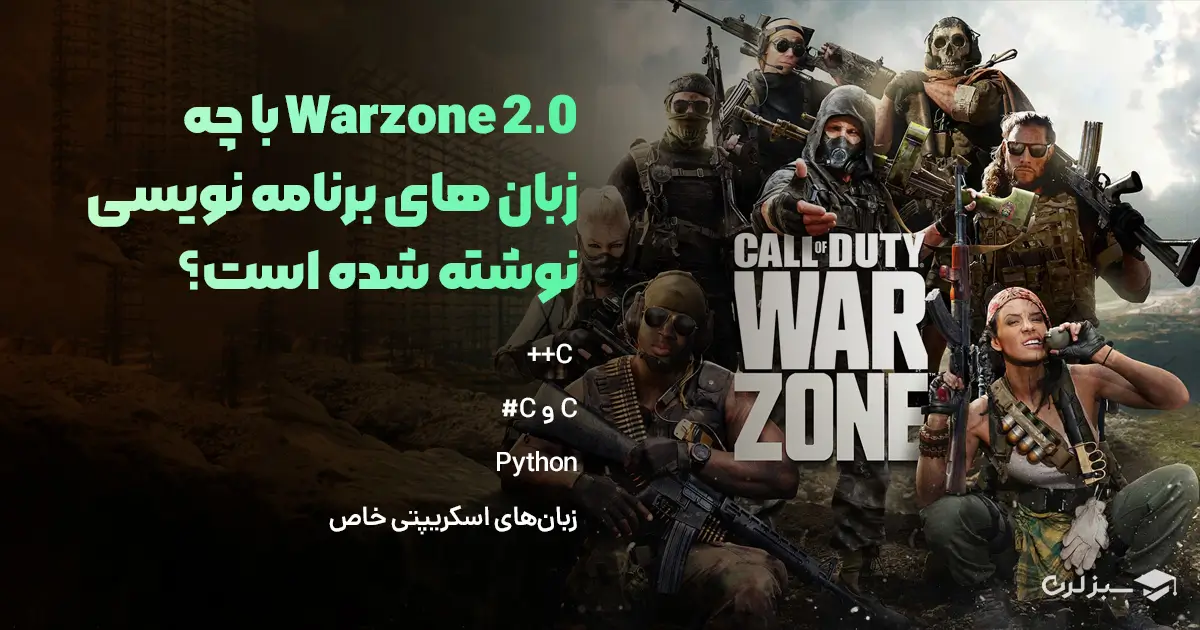 Warzone 2.0 با چه
زبان های برنامه نویسی
نوشته شده است؟
C++
C و C#
Python
زبان‌های اسکریپتی خاص
CALL OF DUTY
WAR
ZONE™
سبزلرن